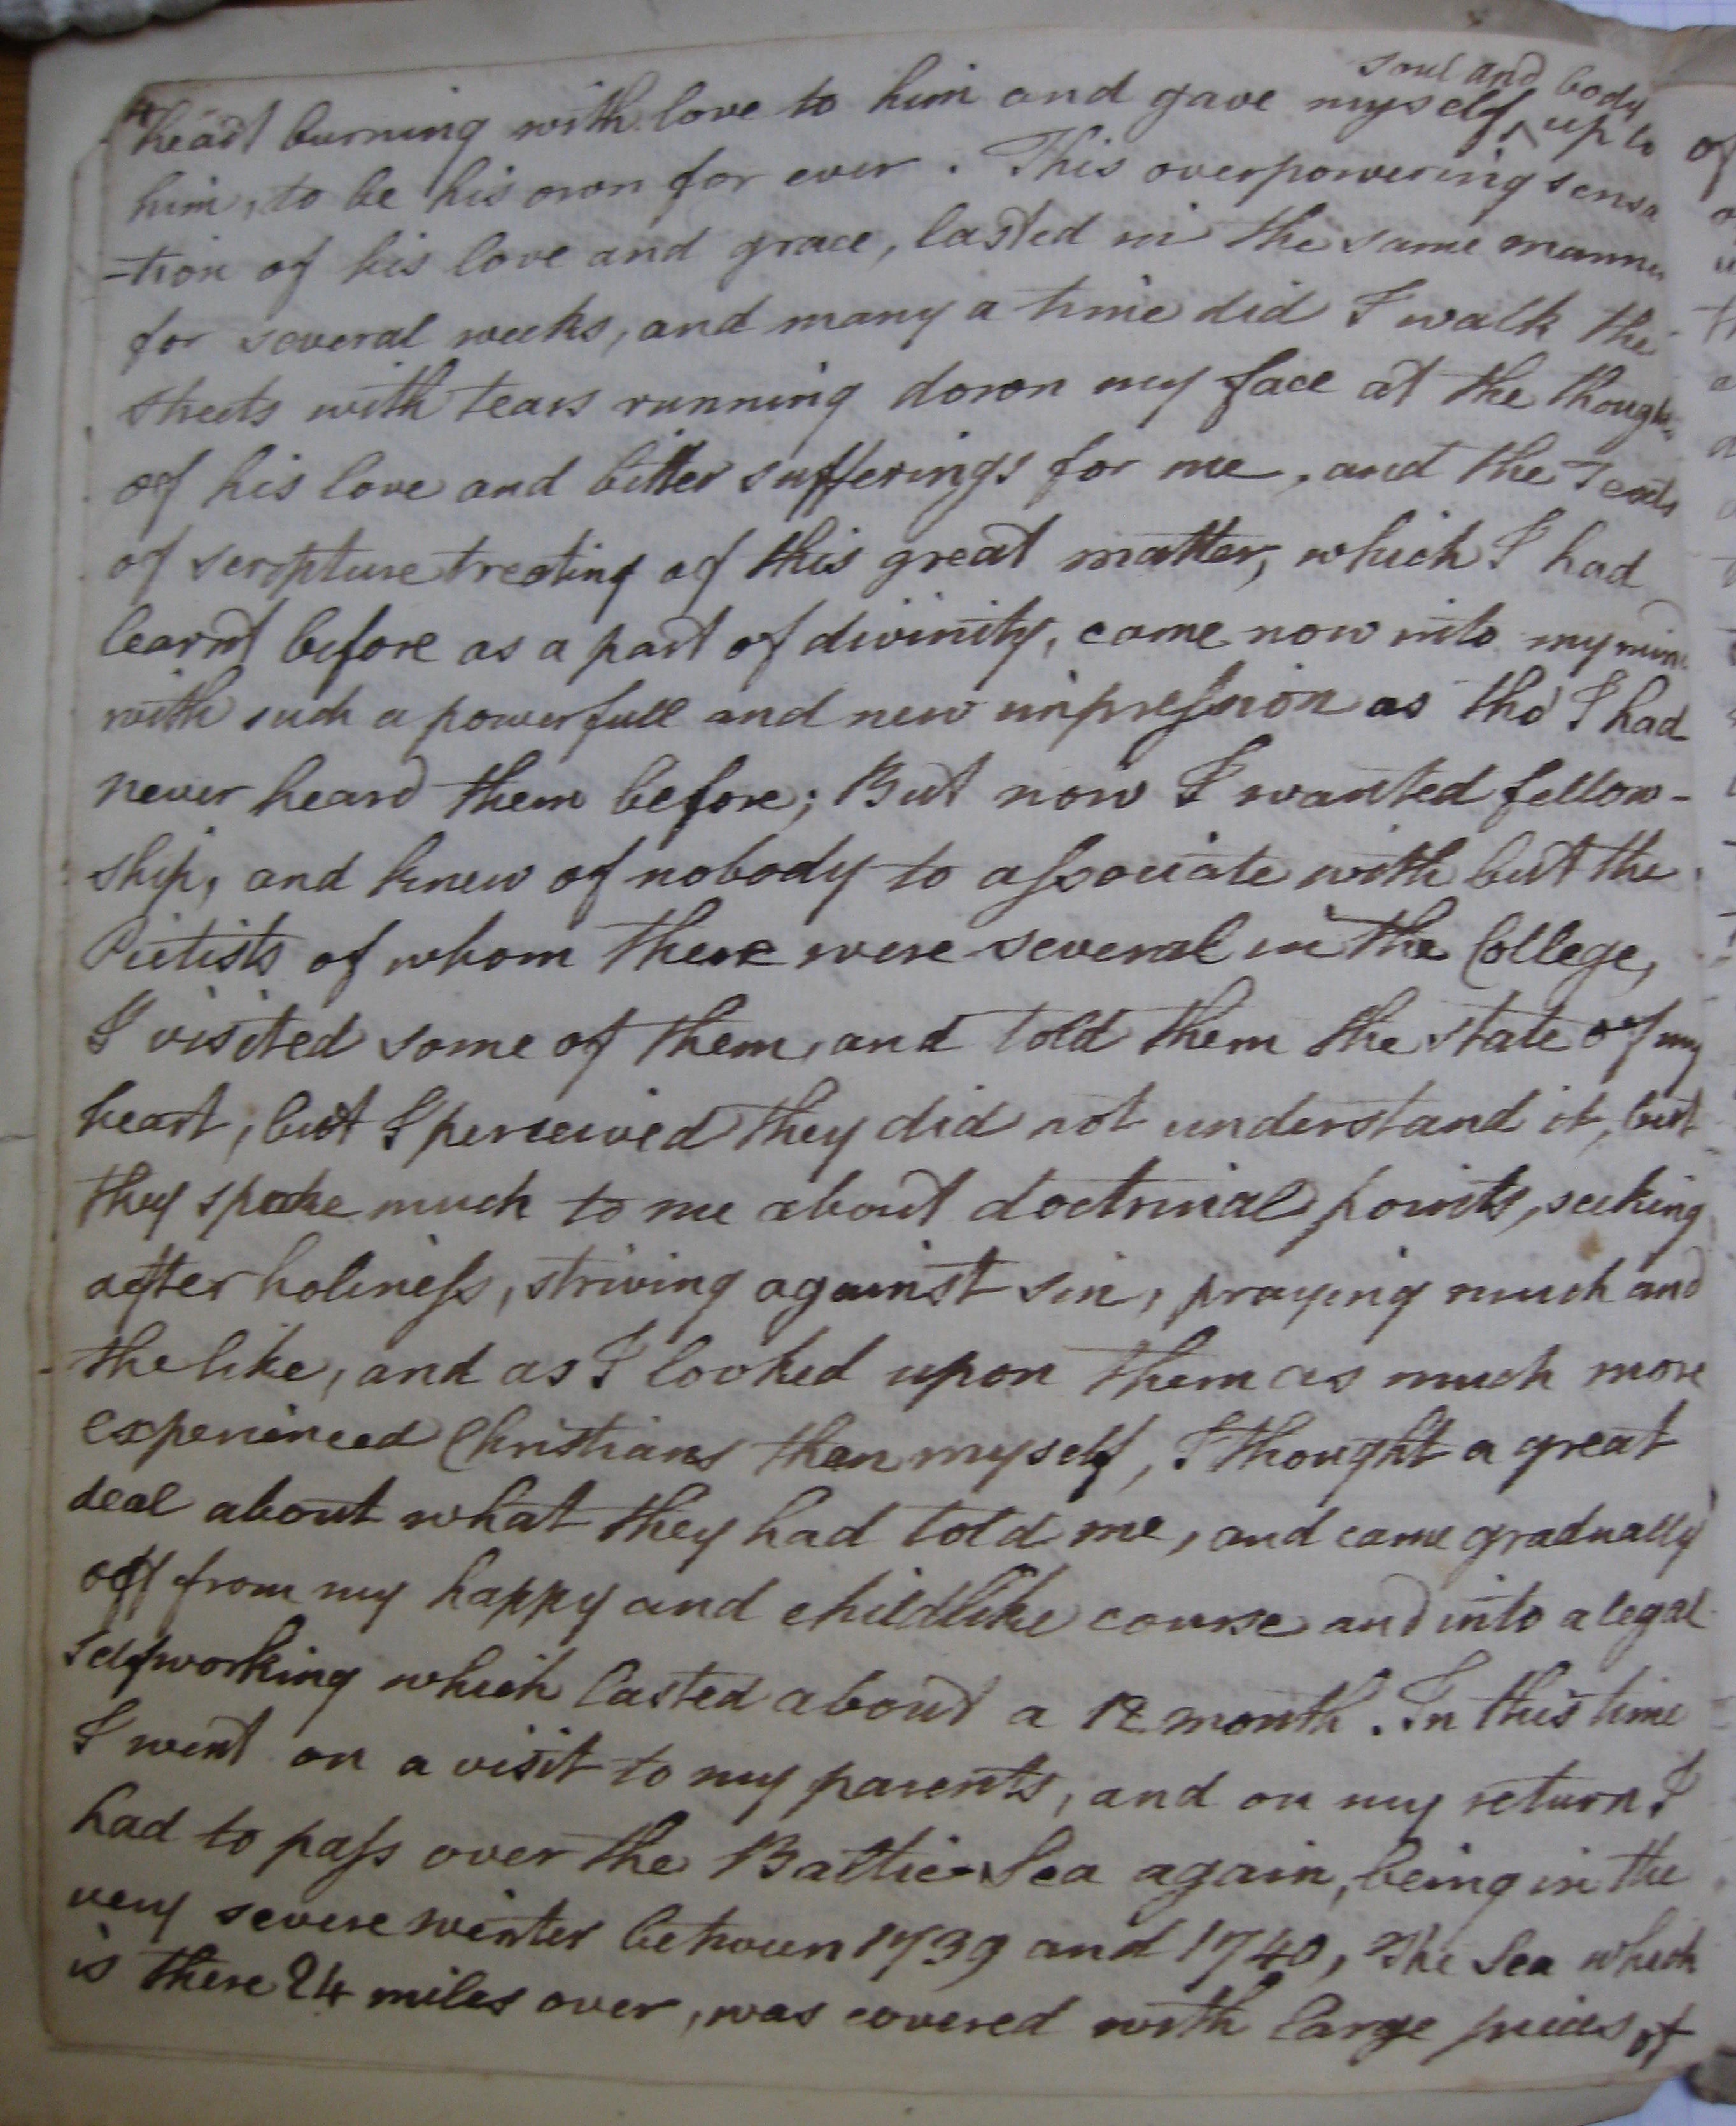 4
heart burning with love to him and gave myself, soul and body up to
him, to be his own for ever. This overpowering sensa
-tion of his love and grace, lasted in the same manner
for several weeks, and many a time did I walk the
streets with tears running down my face at the thoughts
of his love and bitter sufferings for me, and the Texts
of scripture treating of this great matter, which I had
learnt before as a part of divinity, came now into my mind
with such a powerfull and new impreſsion as tho' I had
never heard them before; But now I wanted fellow-
ship, and knew of nobody to aſsociate with but the
Pietists of whom there were several in the College,
I visited some of them, and told them the state of my
heart, but I perceived they did not understand it, but
they spoke much to me about doctrinal points, seeking
after holineſs, striving against sin, praying much and
the like, and as I looked upon them as much more
experienced Christians than myself, I thought a great
deal about what they had told me, and came gradually
off from my happy and childlike course and into a legal
selfworking which lasted about a 12 month. In this time
I went on a visit to my parents, and on my return I
had to paſs over the Baltic Sea again, being in the
very severe winter between 1739 and 1740, The Sea which
is there 24 miles over, was covered with large pieces of